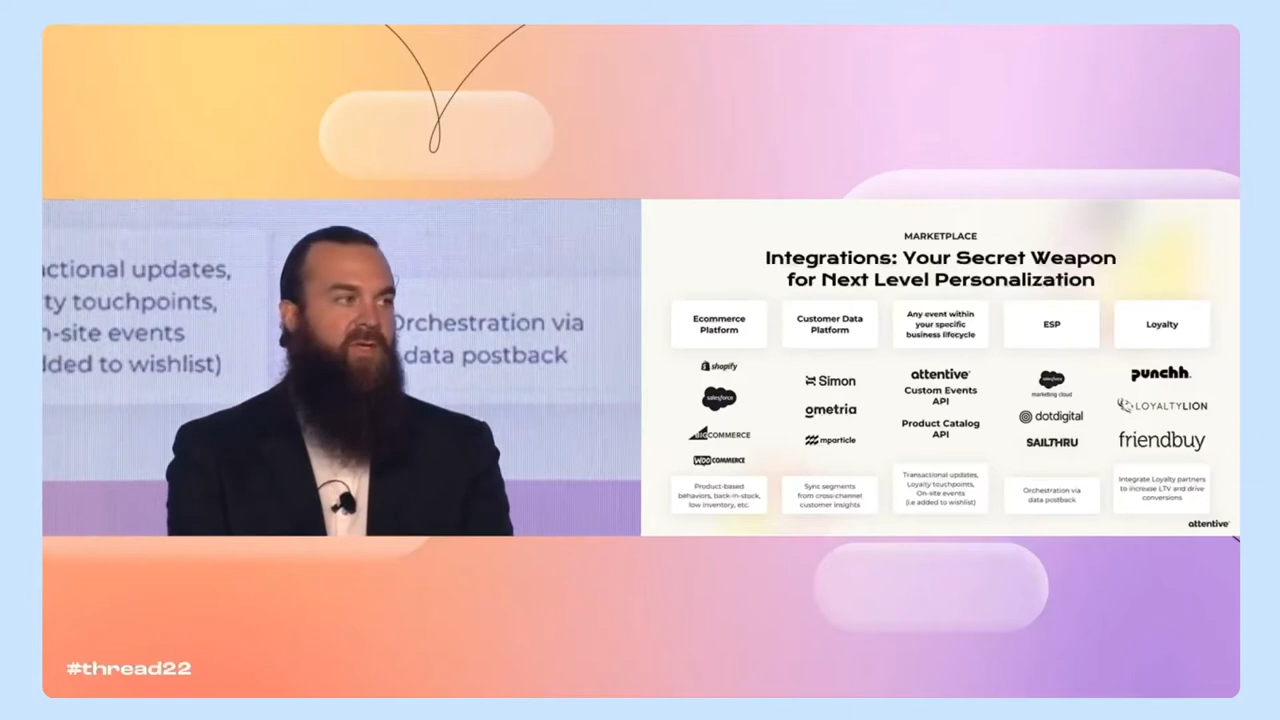 actional updates,
ty touchpoints,
n-site events
dded to wishlist)
Orchestration via
data postback
MARKETPLACE
Integrations: Your Secret Weapon
for Next Level Personalization
Ecommerce
Platform
shopify
salesforce
BIGCOMMERCE
WOO COMMERCE
Product-based
behaviors, back-in-stock,
low inventory, etc.
Customer Data
Platform
Simon
ometria
mparticle
Sync segments
from cross-channel
customer insights
Any event within
your specific
business lifecycle
attentive®
Custom Events
API
Product Catalog
API
Transactional updates,
Loyalty touchpoints,
On-site events
(i.e added to wishlist)
ESP
salesforce
marketing cloud
dotdigital
SAILTHRU
Orchestration via
data postback
Loyalty
PUNCHH.
LOYALTYLION
friendbuy
Integrate Loyalty partners
to increase LTV and drive
conversions
attentive®
#thread22